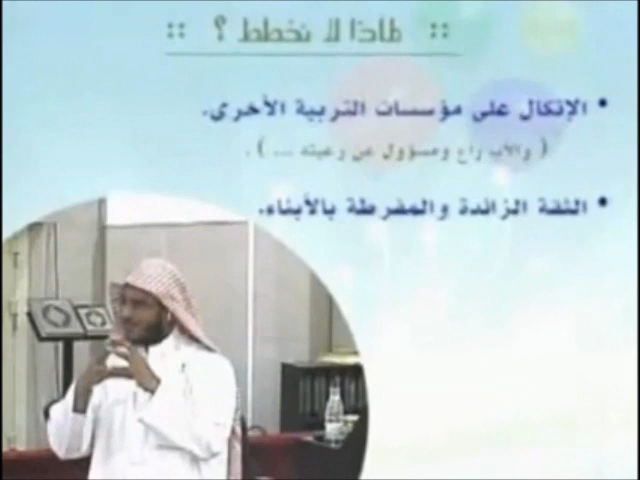 :: لماذا لا نخطط ؟ ::
• الإتكال على مؤسسات التربية الأخرى.
( والأب راع ومسؤول عن رعيته ... ) .
• الثقة الزائدة والمفرطة بالأبناء.